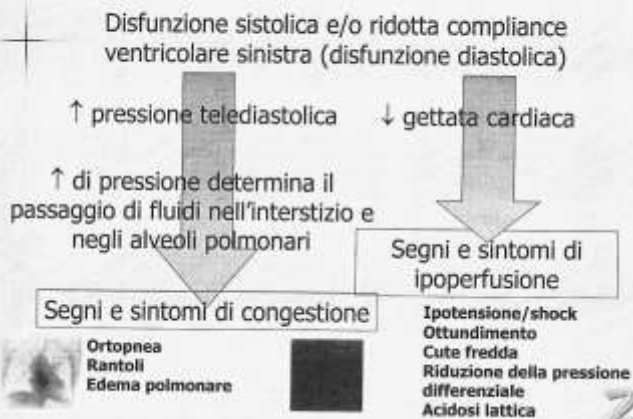 Disfunzione sistolica e/o ridotta compliance
ventricolare sinistra (disfunzione diastolica)
↑ pressione telediastolica
↓ gettata cardiaca
↑ di pressione determina il
passaggio di fluidi nell'interstizio e
negli alveoli polmonari
Segni e sintomi di
ipoperfusione
Segni e sintomi di congestione
Ortopnea
Rantoli
Edema polmonare
Ipotensione/shock
Ottundimento
Cute fredda
Riduzione della pressione
differenziale
Acidosi lattica